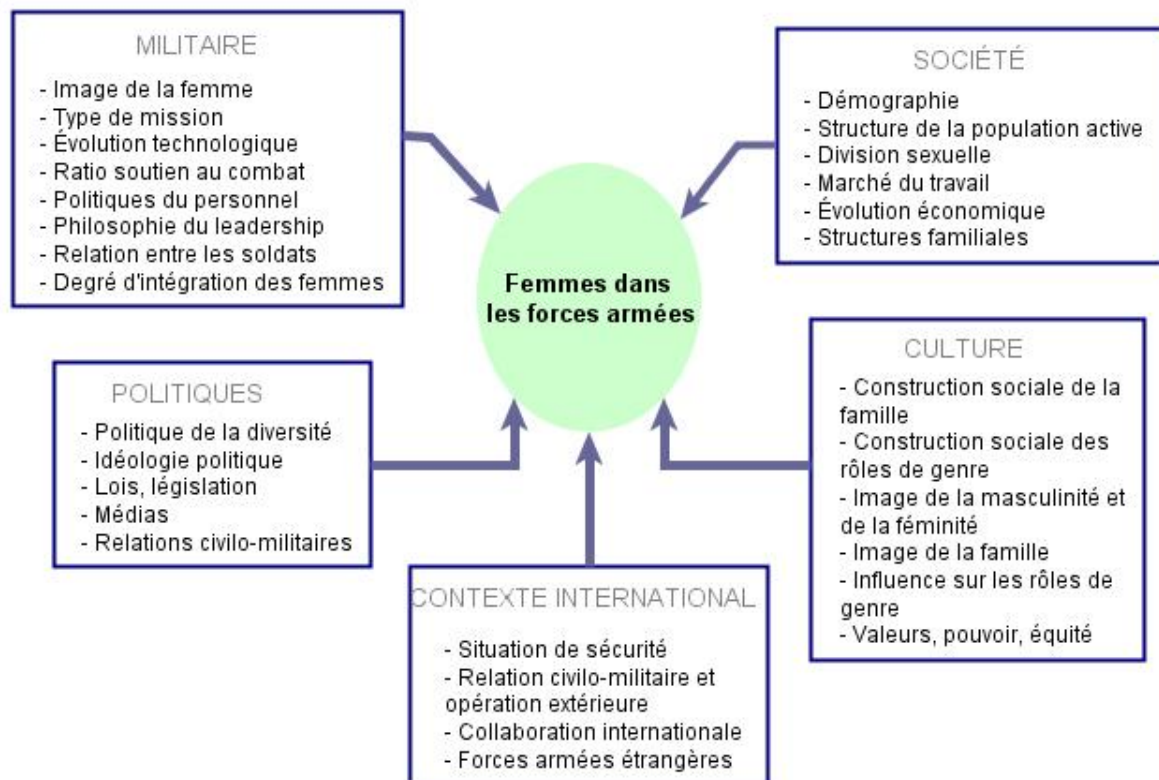 MILITAIRE
- Image de la femme
- Type de mission
- Évolution technologique
- Ratio soutien au combat
- Politiques du personnel
- Philosophie du leadership
- Relation entre les soldats
- Degré d'intégration des femmes
SOCIÉTÉ
- Démographie
- Structure de la population active
- Division sexuelle
- Marché du travail
- Évolution économique
- Structures familiales
Femmes dans
les forces armées
POLITIQUES
- Politique de la diversité
- Idéologie politique
- Lois, législation
- Médias
- Relations civilo-militaires
CULTURE
- Construction sociale de la
famille
- Construction sociale des
rôles de genre
- Image de la masculinité et
de la féminité
- Image de la famille
- Influence sur les rôles de
genre
- Valeurs, pouvoir, équité
CONTEXTE INTERNATIONAL
- Situation de sécurité
- Relation civilo-militaire et
opération extérieure
- Collaboration internationale
- Forces armées étrangères